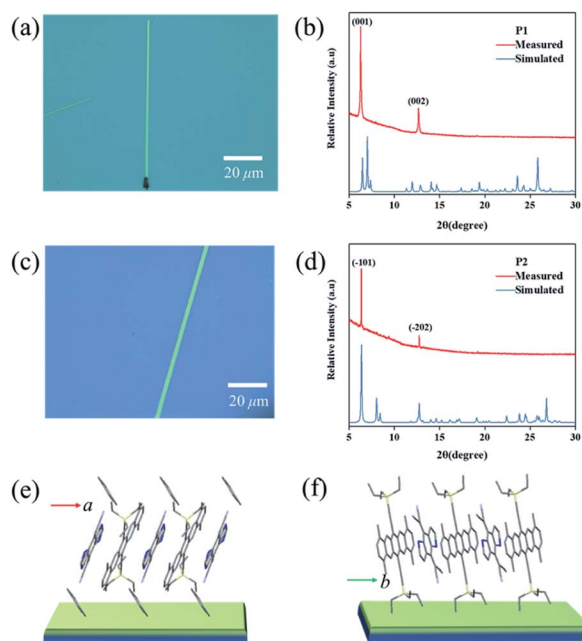 (a)
20 μm
(b)
P1
Measured
Simulated
(001)
(002)
Relative Intensity (a.u)
5 10 15 20 25 30
2θ(degree)
(c)
20 μm
(d)
P2
Measured
Simulated
(-101)
(-202)
Relative Intensity (a.u)
5 10 15 20 25 30
2θ(degree)
(e)
a
(f)
b